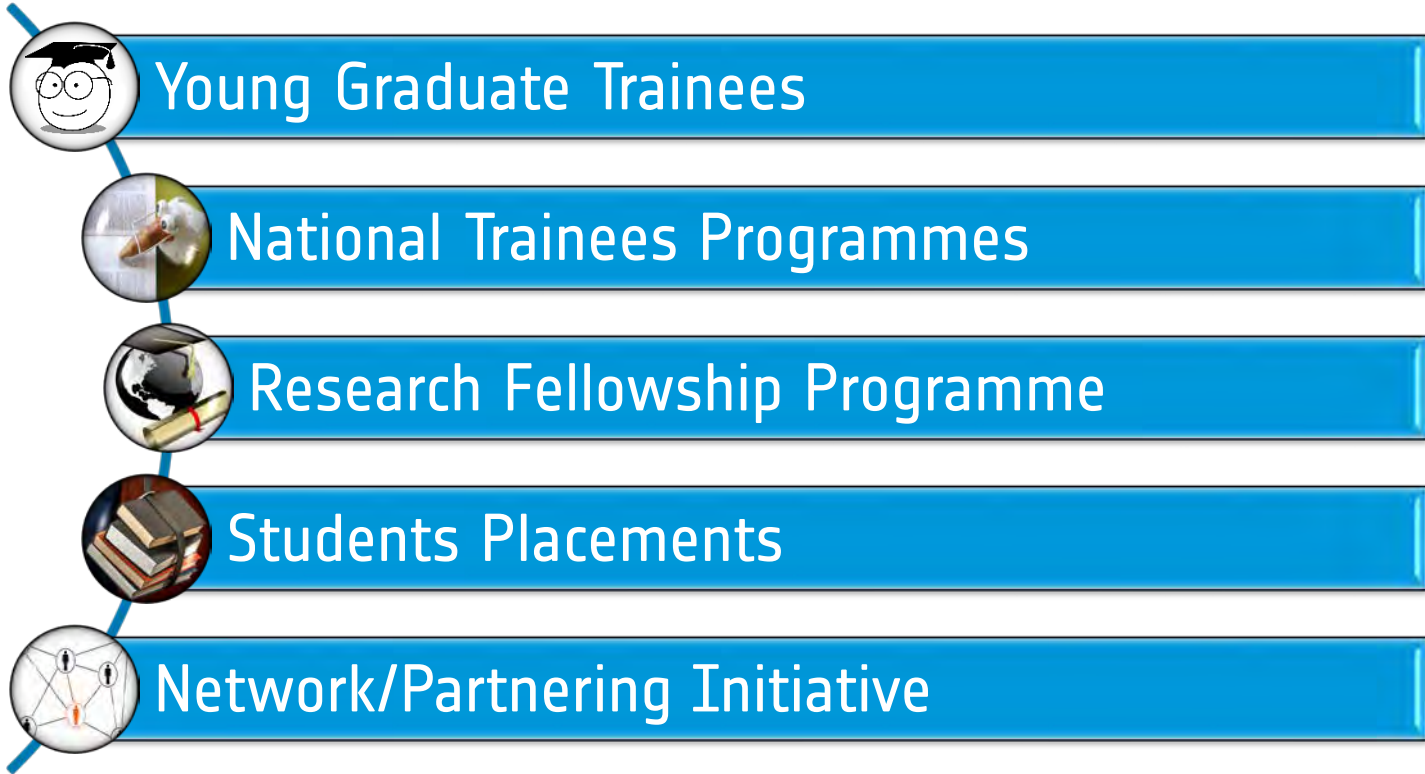 Young Graduate Trainees
National Trainees Programmes
Research Fellowship Programme
Students Placements
Network/Partnering Initiative